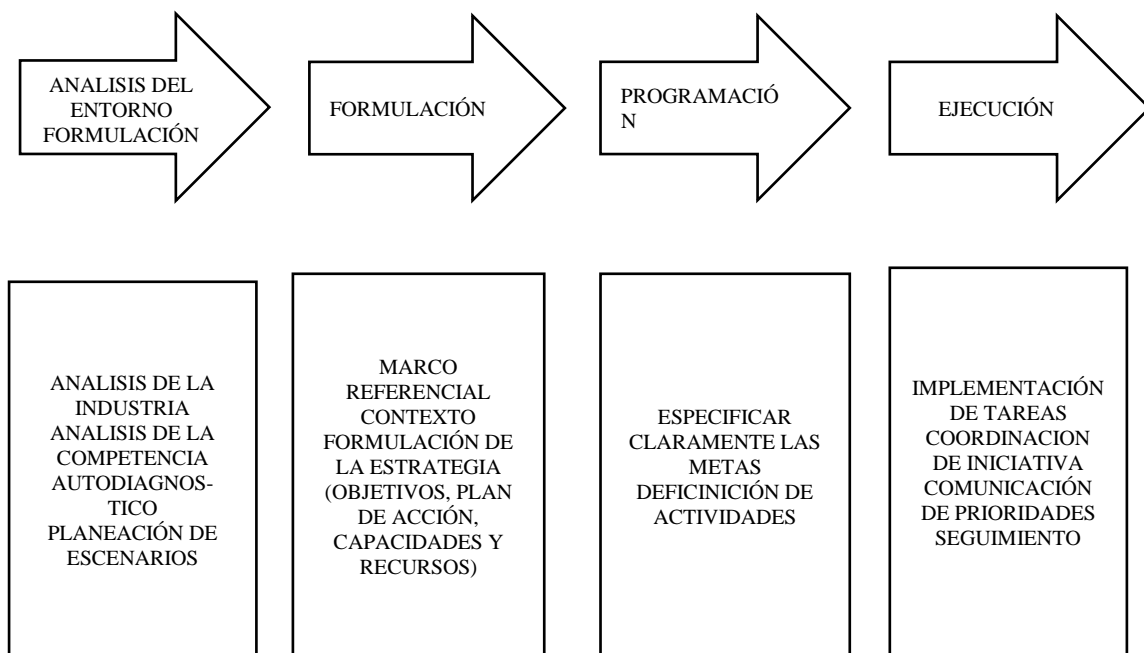 ANALISIS DEL
ENTORNO
FORMULACIÓN
FORMULACIÓN
PROGRAMACIÓ
N
EJECUCIÓN
ANALISIS DE LA
INDUSTRIA
ANALISIS DE LA
COMPETENCIA
AUTODIAGNOS-
TICO
PLANEACIÓN DE
ESCENARIOS
MARCO
REFERENCIAL
CONTEXTO
FORMULACIÓN DE
LA ESTRATEGIA
(OBJETIVOS, PLAN
DE ACCIÓN,
CAPACIDADES Y
RECURSOS)
ESPECIFICAR
CLARAMENTE LAS
METAS
DEFICINICIÓN DE
ACTIVIDADES
IMPLEMENTACIÓN
DE TAREAS
COORDINACION
DE INICIATIVA
COMUNICACIÓN
DE PRIORIDADES
SEGUIMIENTO